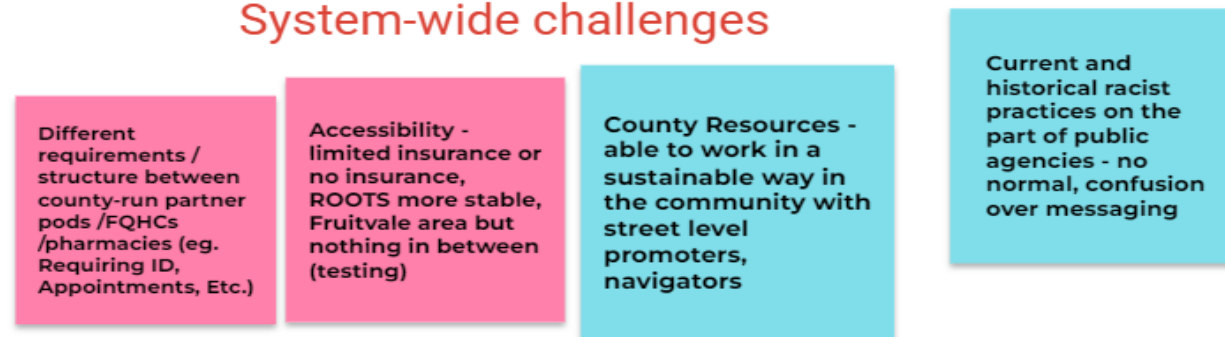 System-wide challenges
Different
requirements /
structure between
county-run partner
pods /FQHCs
/pharmacies (eg.
Requiring ID,
Appointments, Etc.)
Accessibility -
limited insurance or
no insurance,
ROOTS more stable,
Fruitvale area but
nothing in between
(testing)
County Resources -
able to work in a
sustainable way in
the community with
street level
promoters,
navigators
Current and
historical racist
practices on the
part of public
agencies - no
normal, confusion
over messaging